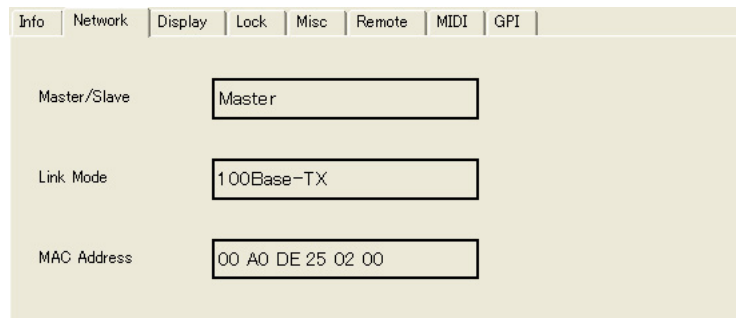 Info Network Display Lock Misc Remote MIDI GPI
Master/Slave Master
Link Mode 100Base-TX
MAC Address 00 A0 DE 25 02 00